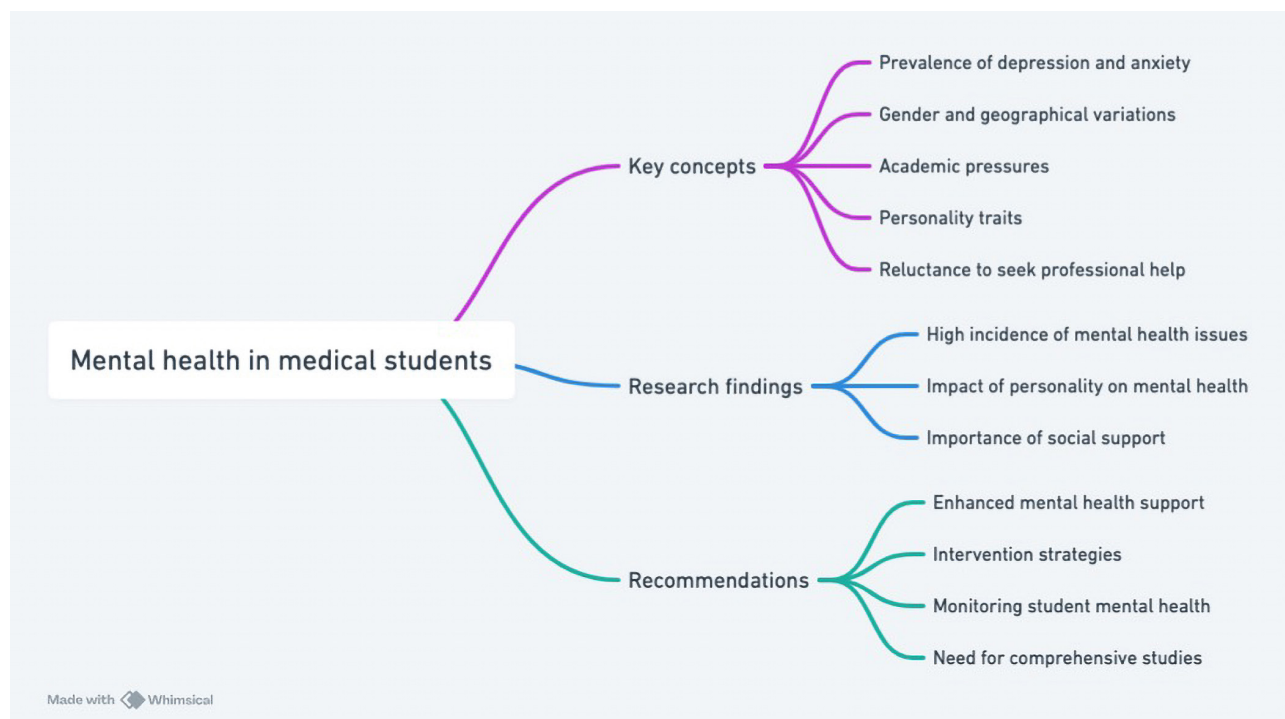 Mental health in medical students
Key concepts
Prevalence of depression and anxiety
Gender and geographical variations
Academic pressures
Personality traits
Reluctance to seek professional help
Research findings
High incidence of mental health issues
Impact of personality on mental health
Importance of social support
Recommendations
Enhanced mental health support
Intervention strategies
Monitoring student mental health
Need for comprehensive studies
Made with Whimsical